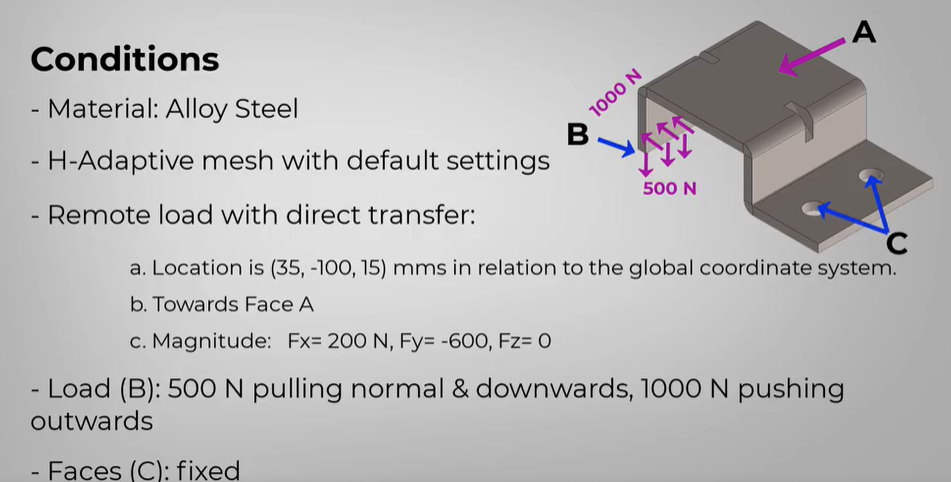 Conditions
- Material: Alloy Steel
- H-Adaptive mesh with default settings
- Remote load with direct transfer:
a. Location is (35, -100, 15) mms in relation to the global coordinate system.
b. Towards Face A
c. Magnitude: Fx= 200 N, Fy= -600, Fz= 0
- Load (B): 500 N pulling normal & downwards, 1000 N pushing
outwards
- Faces (C): fixed
A
1000 N
B
500 N
C